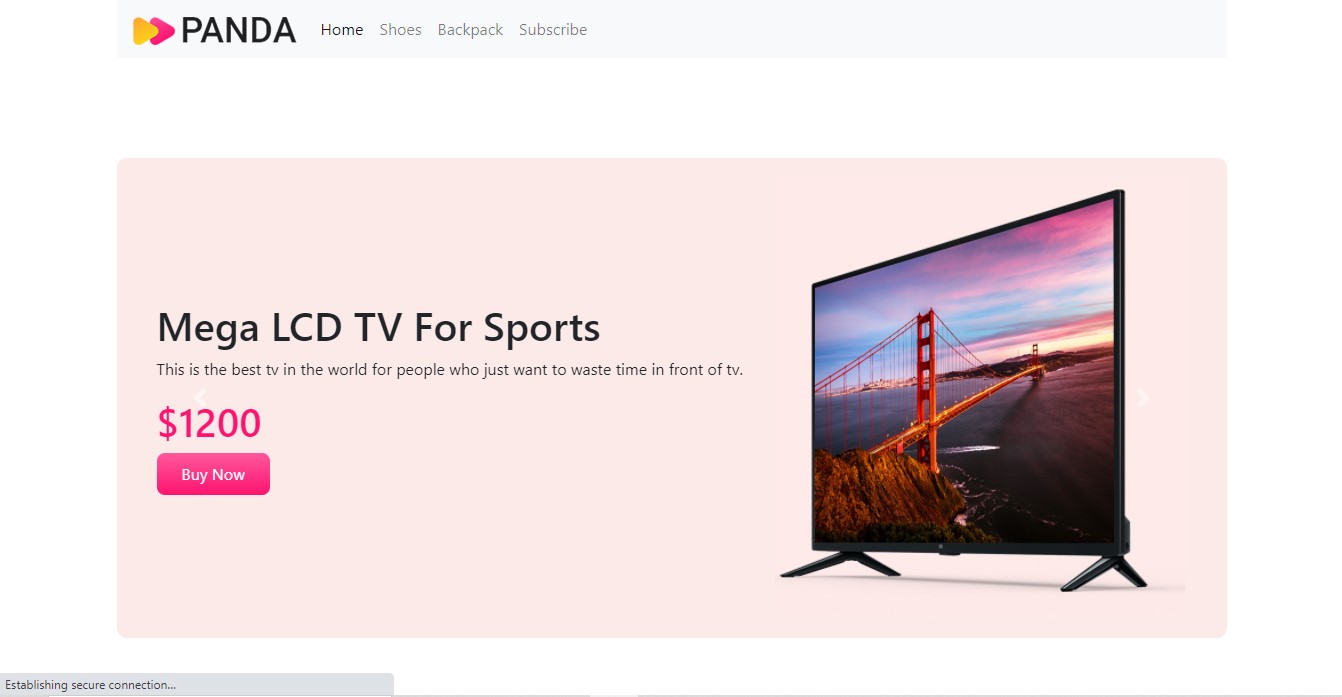 PANDA
Home Shoes Backpack Subscribe
Mega LCD TV For Sports
This is the best tv in the world for people who just want to waste time in front of tv.
$1200
Buy Now
Establishing secure connection...